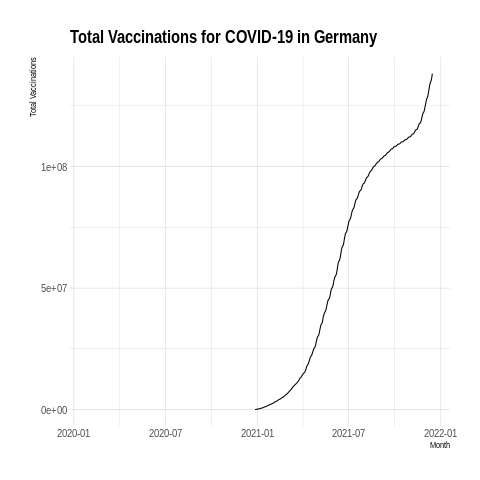 Total Vaccinations for COVID-19 in Germany
Total Vaccinations
1e+08
5e+07
0e+00
2020-01 2020-07 2021-01 2021-07 2022-01
Month